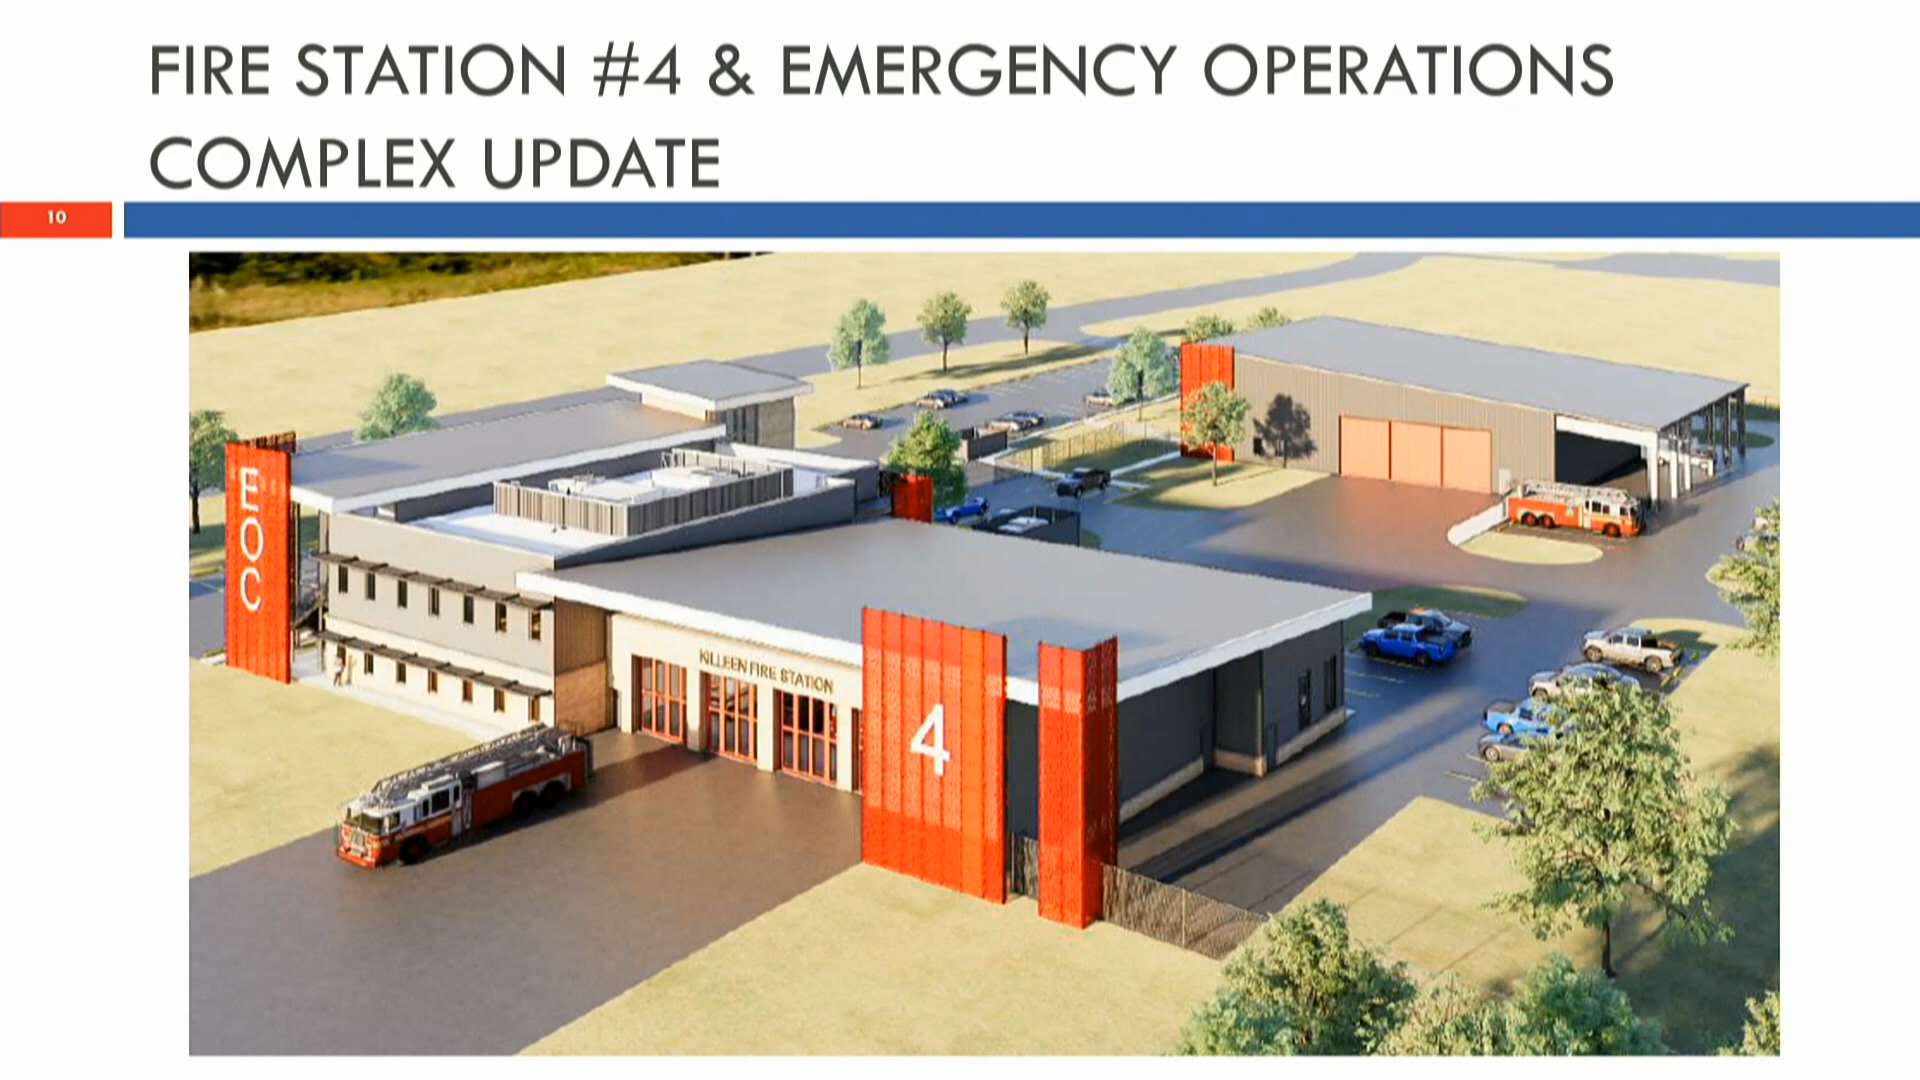 FIRE STATION #4 & EMERGENCY OPERATIONS
COMPLEX UPDATE
10
EOC
KILLEEN FIRE STATION
4